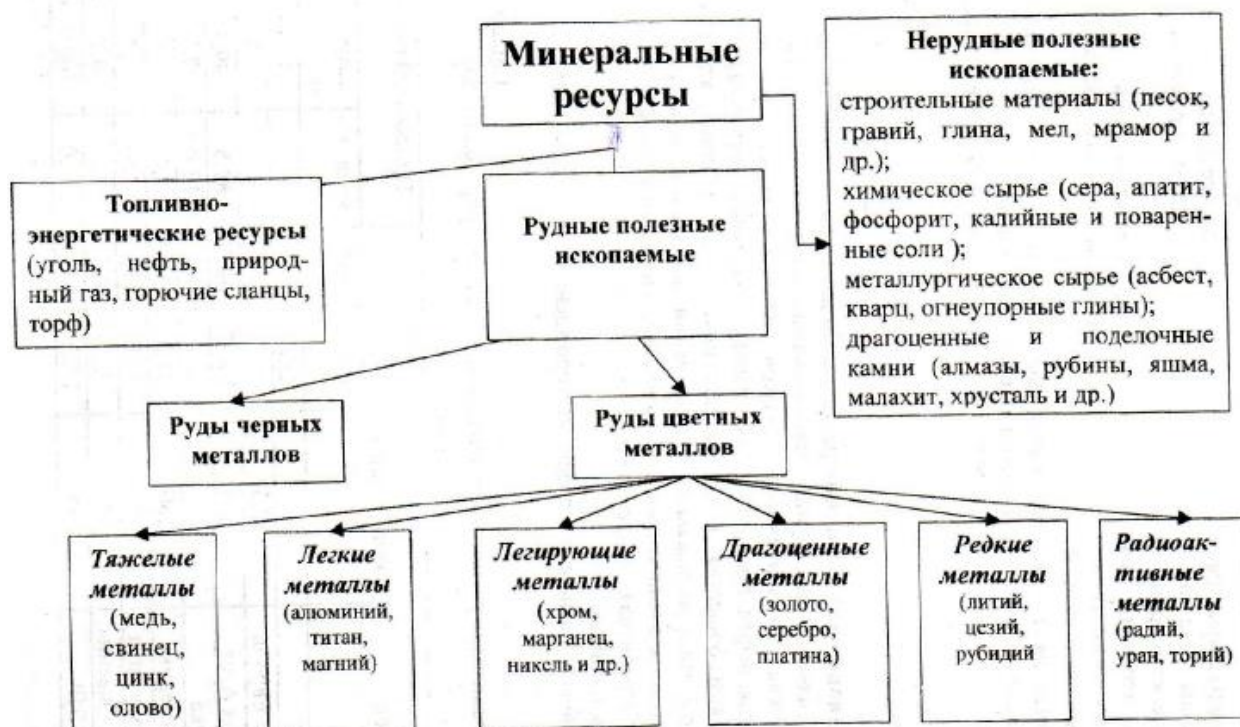 Минеральные
ресурсы
Нерудные полезные
ископаемые:
строительные материалы (песок,
гравий, глина, мел, мрамор и
др.);
химическое сырье (сера, апатит,
фосфорит, калийные и поварен-
ные соли );
металлургическое сырье (асбест,
кварц, огнеупорные глины);
драгоценные и поделочные
камни (алмазы, рубины, яшма,
малахит, хрусталь и др.)
Топливно-
энергетические ресурсы
(уголь, нефть, природ-
ный газ, горючие сланцы,
торф)
Рудные полезные
ископаемые
Руды черных
металлов
Руды цветных
металлов
Тяжелые
металлы
(медь,
свинец,
цинк,
олово)
Легкие
металлы
(алюминий,
титан,
магний)
Легирующие
металлы
(хром,
марганец,
никель и др.)
Драгоценные
металлы
(золото,
серебро,
платина)
Редкие
металлы
(литий,
цезий,
рубидий
Радиоак-
тивные
металлы
(радий,
уран, торий)